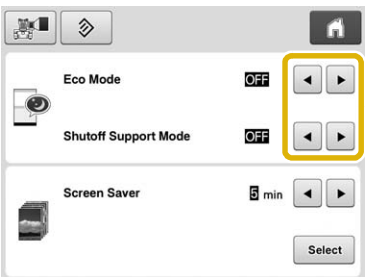 Eco Mode OFF
Shutoff Support Mode OFF
Screen Saver 5 min
Select